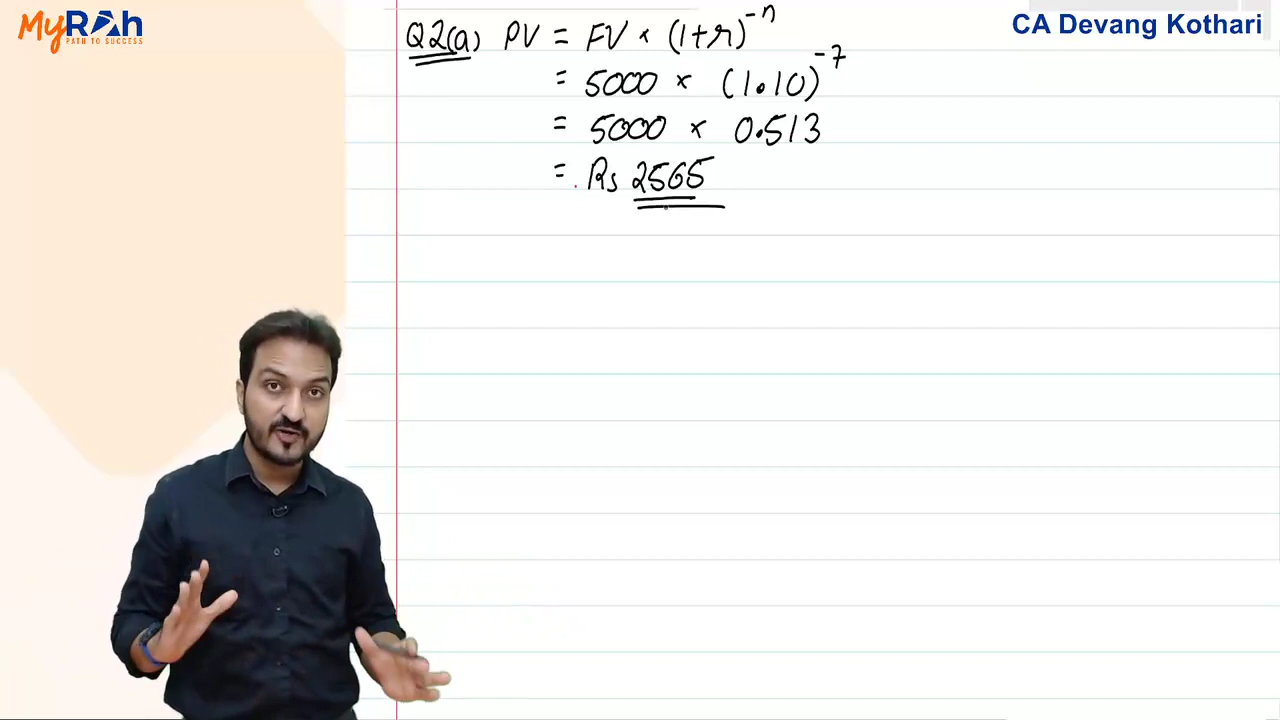 MyRAh
PATH TO SUCCESS
CA Devang Kothari
Q2(a) PV = FV × (1+r)⁻ⁿ
= 5000 × (1.10)⁻⁷
= 5000 × 0.513
= Rs 2565